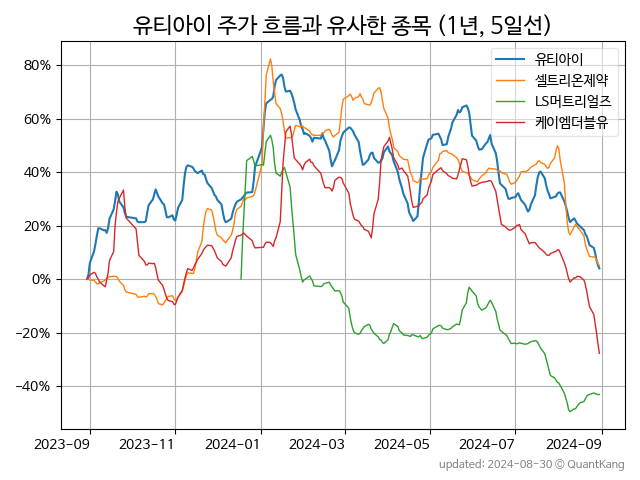 유티아이 주가 흐름과 유사한 종목 (1년, 5일선)
유티아이
셀트리온제약
LS머트리얼즈
케이엠더블유
80%
60%
40%
20%
0%
−20%
−40%
2023-09 2023-11 2024-01 2024-03 2024-05 2024-07 2024-09
updated: 2024-08-30 © QuantKang